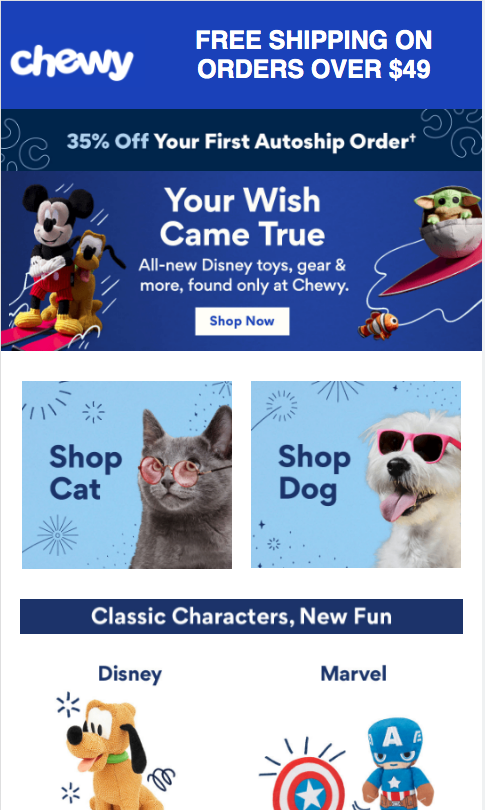 chewy
FREE SHIPPING ON
ORDERS OVER $49
35% Off Your First Autoship Order†
Your Wish
Came True
All-new Disney toys, gear &
more, found only at Chewy.
Shop Now
Shop
Cat
Shop
Dog
Classic Characters, New Fun
Disney
Marvel
A